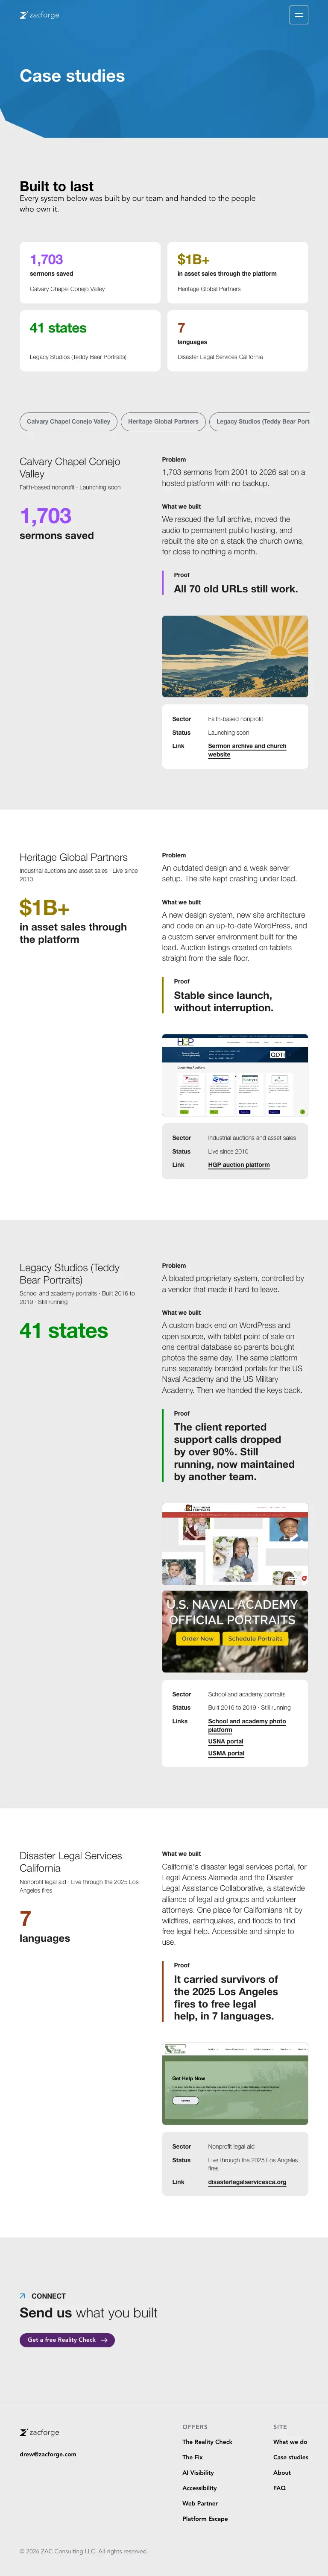 zacforge
Case studies
Built to last
Every system below was built by our team and handed to the people
who own it.
1,703
sermons saved
Calvary Chapel Conejo Valley
$1B+
in asset sales through the platform
Heritage Global Partners
41 states
Legacy Studios (Teddy Bear Portraits)
7
languages
Disaster Legal Services California
Calvary Chapel Conejo Valley
Heritage Global Partners
Legacy Studios (Teddy Bear Port
Calvary Chapel Conejo
Valley
Faith-based nonprofit · Launching soon
1,703
sermons saved
Problem
1,703 sermons from 2001 to 2026 sat on a
hosted platform with no backup.
What we built
We rescued the full archive, moved the
audio to permanent public hosting, and
rebuilt the site on a stack the church owns,
for close to nothing a month.
Proof
All 70 old URLs still work.
Sector Faith-based nonprofit
Status Launching soon
Link Sermon archive and church
website
Heritage Global Partners
Industrial auctions and asset sales · Live since
2010
$1B+
in asset sales through
the platform
Problem
An outdated design and a weak server
setup. The site kept crashing under load.
What we built
A new design system, new site architecture
and code on an up-to-date WordPress, and
a custom server environment built for the
load. Auction listings created on tablets
straight from the sale floor.
Proof
Stable since launch,
without interruption.
HGP
QDTI
Upcoming Auctions
Sector Industrial auctions and asset sales
Status Live since 2010
Link HGP auction platform
Legacy Studios (Teddy
Bear Portraits)
School and academy portraits · Built 2016 to
2019 · Still running
41 states
Problem
A bloated proprietary system, controlled by
a vendor that made it hard to leave.
What we built
A custom back end on WordPress and
open source, with tablet point of sale on
one central database so parents bought
photos the same day. The same platform
runs separately branded portals for the US
Naval Academy and the US Military
Academy. Then we handed the keys back.
Proof
The client reported
support calls dropped
by over 90%. Still
running, now maintained
by another team.
U.S. NAVAL ACADEMY
OFFICIAL PORTRAITS
Order Now
Schedule Portraits
Sector School and academy portraits
Status Built 2016 to 2019 · Still running
Links School and academy photo
platform
USNA portal
USMA portal
Disaster Legal Services
California
Nonprofit legal aid · Live through the 2025 Los
Angeles fires
7
languages
What we built
California's disaster legal services portal, for
Legal Access Alameda and the Disaster
Legal Assistance Collaborative, a statewide
alliance of legal aid groups and volunteer
attorneys. One place for Californians hit by
wildfires, earthquakes, and floods to find
free legal help. Accessible and simple to
use.
Proof
It carried survivors of
the 2025 Los Angeles
fires to free legal
help, in 7 languages.
Get Help Now
Sector Nonprofit legal aid
Status Live through the 2025 Los Angeles
fires
Link disasterlegalservicesca.org
CONNECT
Send us what you built
Get a free Reality Check
zacforge
drew@zacforge.com
OFFERS
The Reality Check
The Fix
AI Visibility
Accessibility
Web Partner
Platform Escape
SITE
What we do
Case studies
About
FAQ
© 2026 ZAC Consulting LLC. All rights reserved.